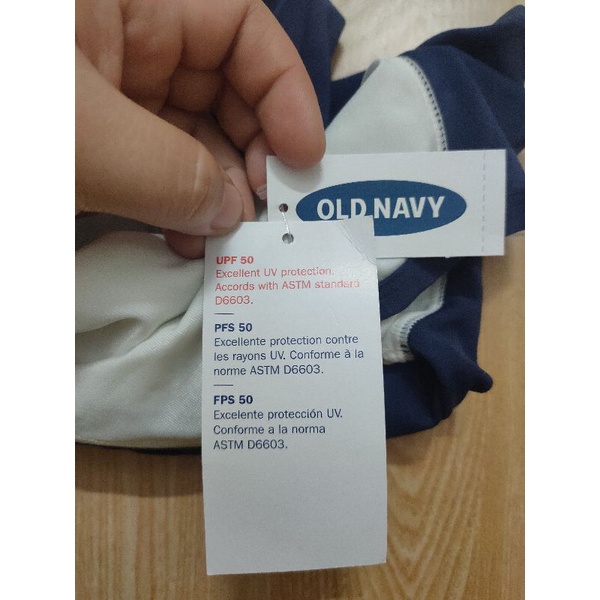 OLD NAVY
UPF 50
Excellent UV protection.
Accords with ASTM standard
D6603.
PFS 50
Excellente protection contre
les rayons UV. Conforme à la
norme ASTM D6603.
FPS 50
Excelente protección UV.
Conforme a la norma
ASTM D6603.